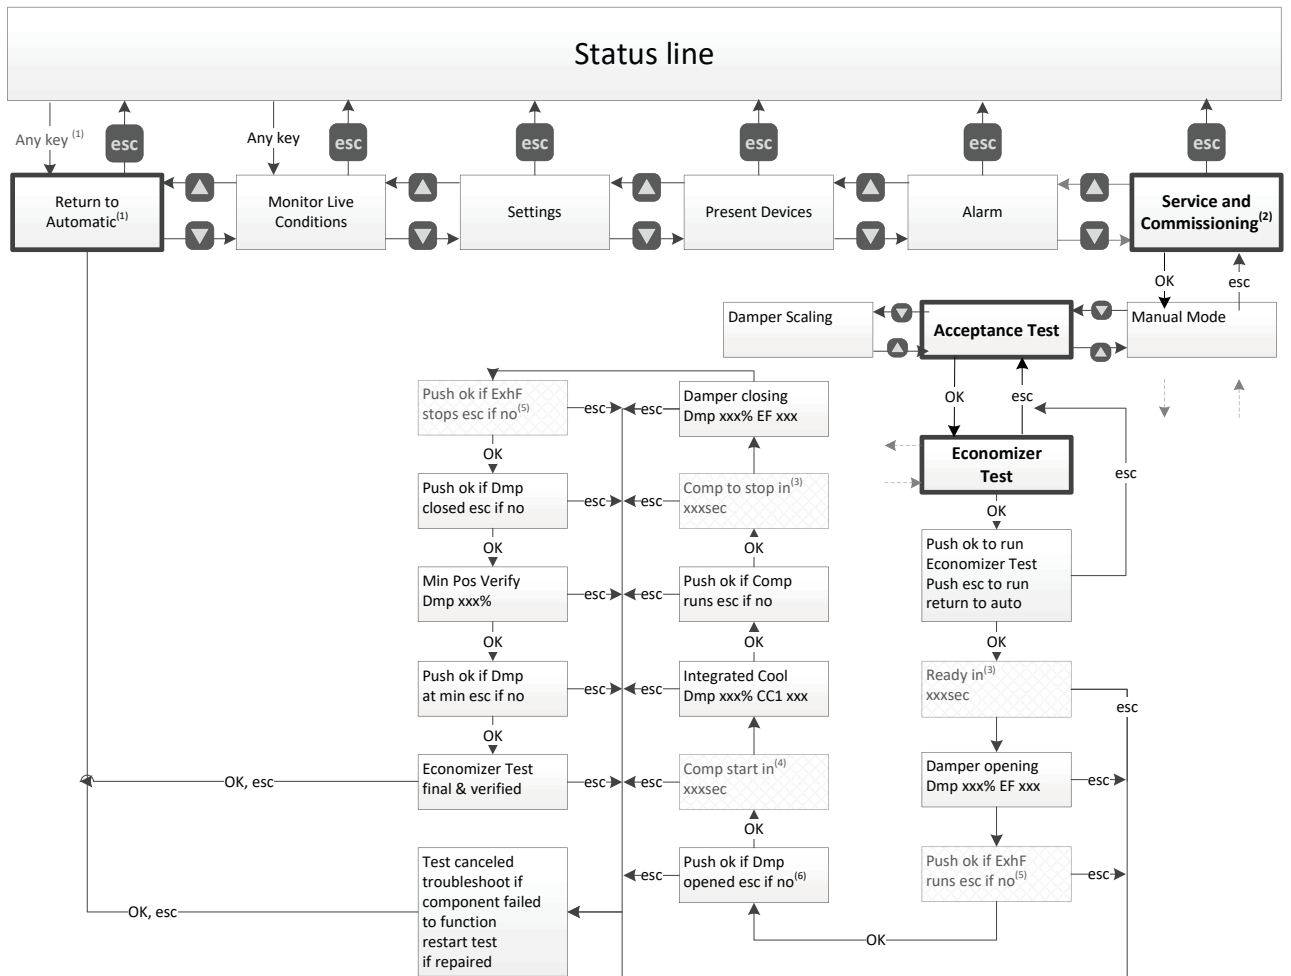 Status line
Any key (1)
esc
Any key
esc
esc
esc
esc
esc
Return to
Automatic(1)
Monitor Live
Conditions
Settings
Present Devices
Alarm
Service and
Commissioning(2)
OK
esc
Damper Scaling
Acceptance Test
Manual Mode
OK
esc
Economizer
Test
esc
OK
Push ok to run
Economizer Test
Push esc to run
return to auto
OK
Ready in(3)
xxxsec
esc
Damper opening
Dmp xxx% EF xxx
esc
Push ok if ExhF
runs esc if no(5)
esc
OK
Push ok if Dmp
opened esc if no(6)
esc
OK
Comp start in(4)
xxxsec
esc
Integrated Cool
Dmp xxx% CC1 xxx
esc
OK
Push ok if Comp
runs esc if no
esc
OK
Comp to stop in(3)
xxxsec
esc
Damper closing
Dmp xxx% EF xxx
esc
Push ok if ExhF
stops esc if no(5)
esc
OK
Push ok if Dmp
closed esc if no
esc
OK
Min Pos Verify
Dmp xxx%
esc
OK
Push ok if Dmp
at min esc if no
esc
OK
Economizer Test
final & verified
esc
OK, esc
Test canceled
troubleshoot if
component failed
to function
restart test
if repaired
OK, esc